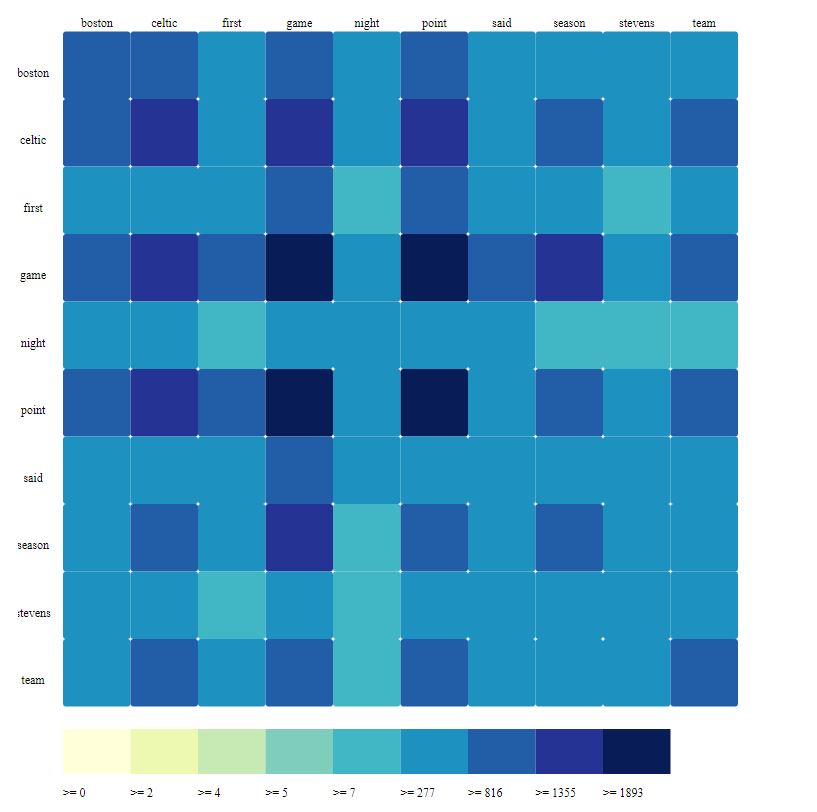 boston celtic first game night point said season stevens team
boston
celtic
first
game
night
point
said
season
stevens
team
>= 0 >= 2 >= 4 >= 5 >= 7 >= 277 >= 816 >= 1355 >= 1893